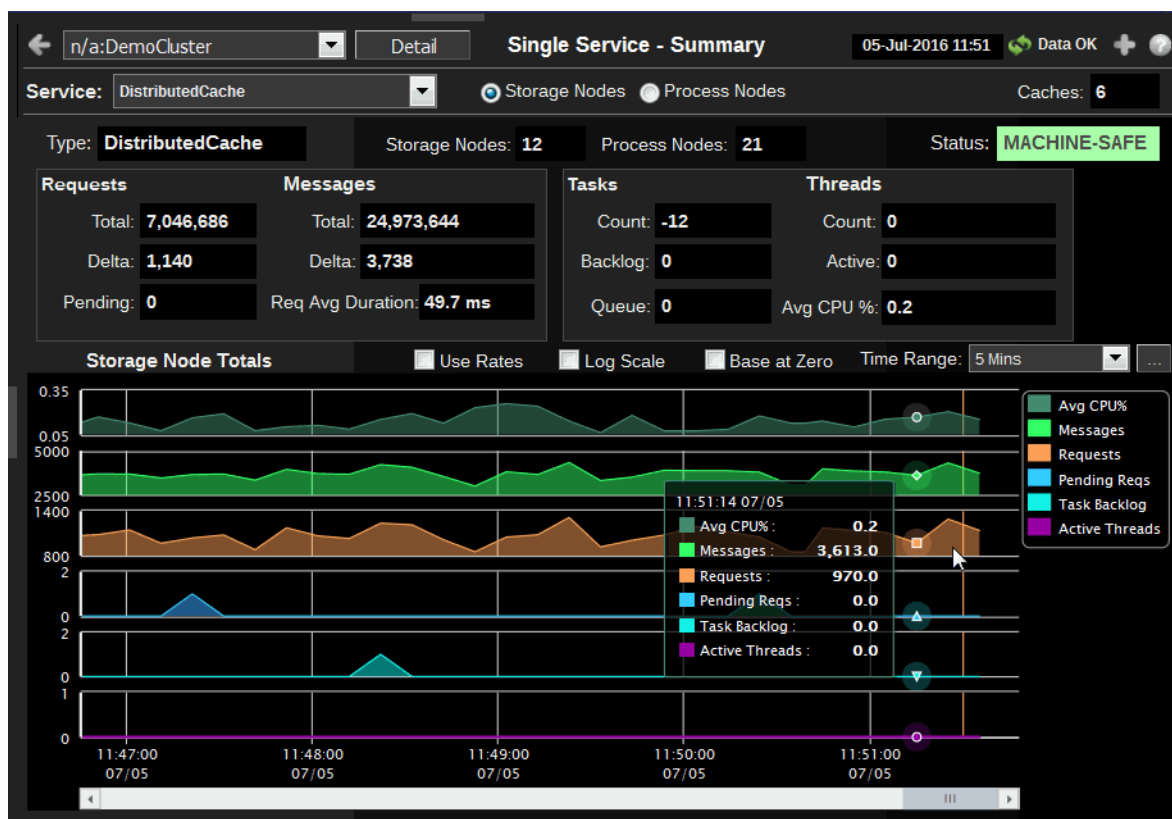 n/a:DemoCluster Detail Single Service - Summary 05-Jul-2016 11:51 Data OK ?
Service: DistributedCache Storage Nodes Process Nodes Caches: 6
Type: DistributedCache Storage Nodes: 12 Process Nodes: 21 Status: MACHINE-SAFE
Requests Messages Tasks Threads
Total: 7,046,686 Total: 24,973,644 Count: -12 Count: 0
Delta: 1,140 Delta: 3,738 Backlog: 0 Active: 0
Pending: 0 Req Avg Duration: 49.7 ms Queue: 0 Avg CPU %: 0.2
Storage Node Totals Use Rates Log Scale Base at Zero Time Range: 5 Mins ...
0.35
0.05
5000
2500
1400
800
2
0
2
0
1
0
Avg CPU%
Messages
Requests
Pending Reqs
Task Backlog
Active Threads
11:51:14 07/05
Avg CPU% : 0.2
Messages : 3,613.0
Requests : 970.0
Pending Reqs : 0.0
Task Backlog : 0.0
Active Threads : 0.0
11:47:00 11:48:00 11:49:00 11:50:00 11:51:00
07/05 07/05 07/05 07/05 07/05